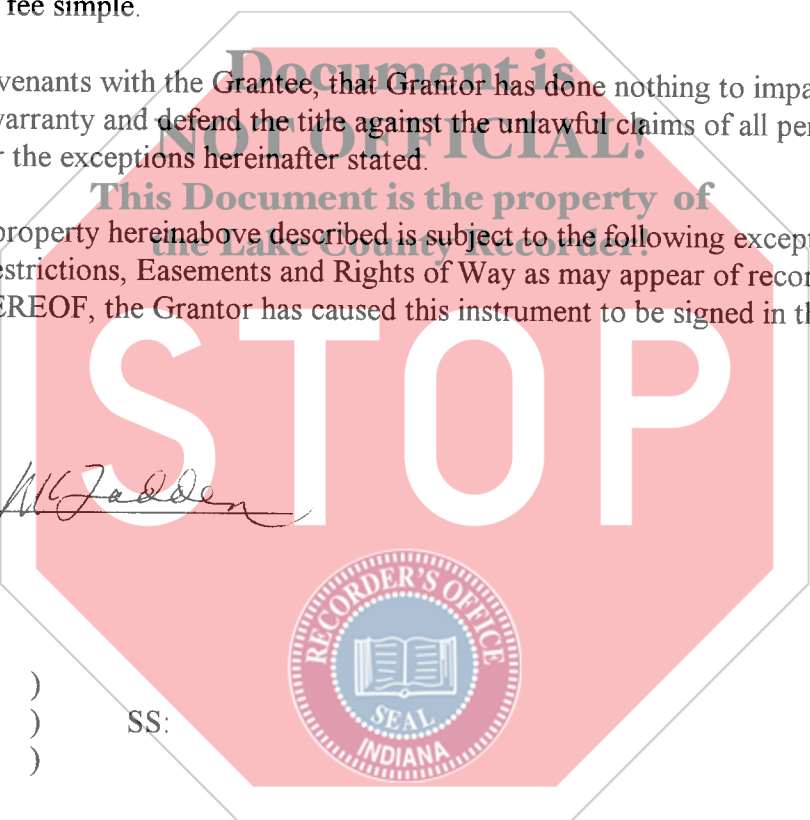 fee simple.
Document is
venants with the Grantee, that Grantor has done nothing to impa
warranty and defend the title against the unlawful claims of all per
NOT OFFICIAL!
r the exceptions hereinafter stated.
This Document is the property of
property hereinabove described is subject to the following except
the Lake County Recorder!
estrictions, Easements and Rights of Way as may appear of recor
EREOF, the Grantor has caused this instrument to be signed in th
STOP
McFadden
RECORDER'S OFFICE
SEAL
INDIANA
)
) SS:
)